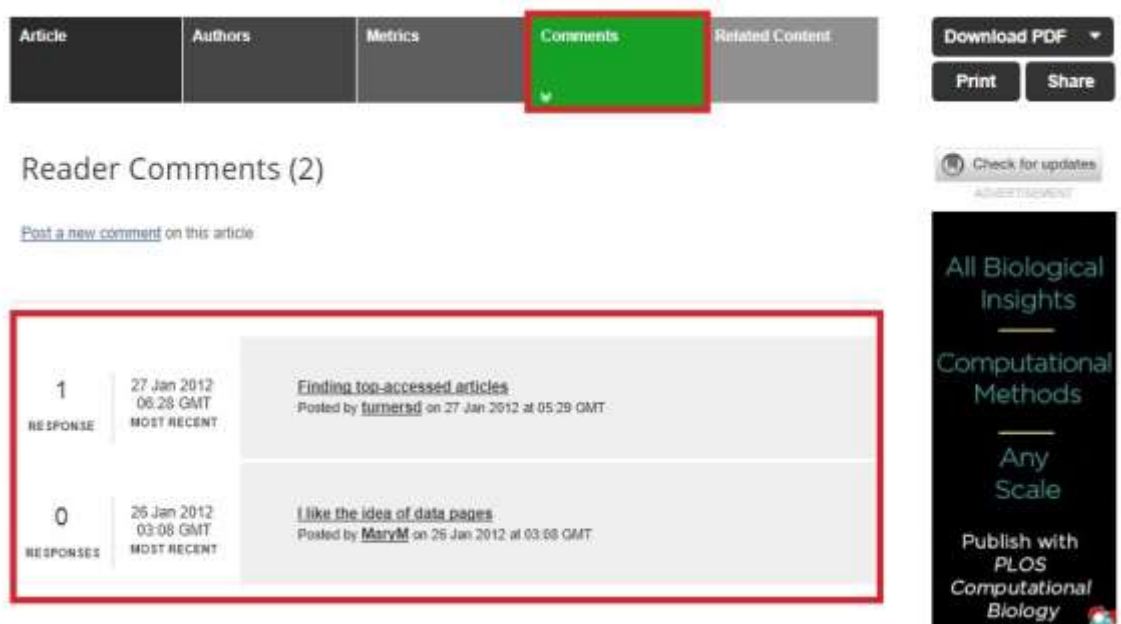 Article
Authors
Metrics
Comments
Related Content
Download PDF
Print
Share
Reader Comments (2)
Check for updates
ADVERTISEMENT
Post a new comment on this article
All Biological
Insights
Computational
Methods
Any
Scale
Publish with
PLOS
Computational
Biology
1
RESPONSE
27 Jan 2012
06:28 GMT
MOST RECENT
Finding top-accessed articles
Posted by turnersd on 27 Jan 2012 at 05:29 GMT
0
RESPONSES
26 Jan 2012
03:08 GMT
MOST RECENT
I like the idea of data pages
Posted by MaryM on 26 Jan 2012 at 03:08 GMT